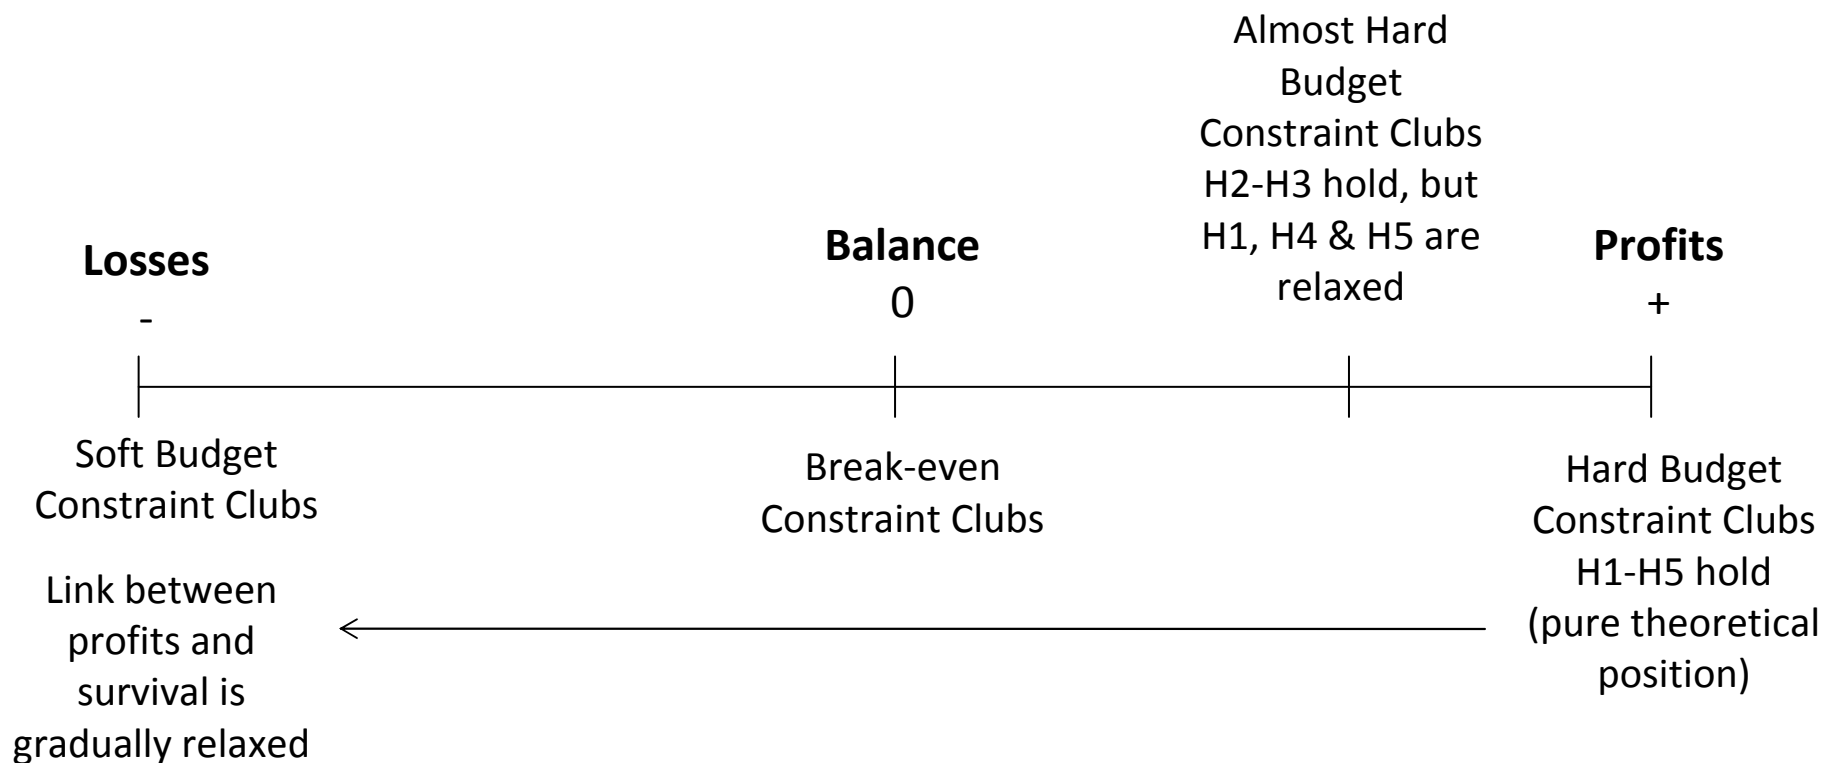 Almost Hard
Budget
Constraint Clubs
H2-H3 hold, but
H1, H4 & H5 are
relaxed
Losses
-
Balance
0
Profits
+
Soft Budget
Constraint Clubs
Break-even
Constraint Clubs
Hard Budget
Constraint Clubs
H1-H5 hold
(pure theoretical
position)
Link between
profits and
survival is
gradually relaxed